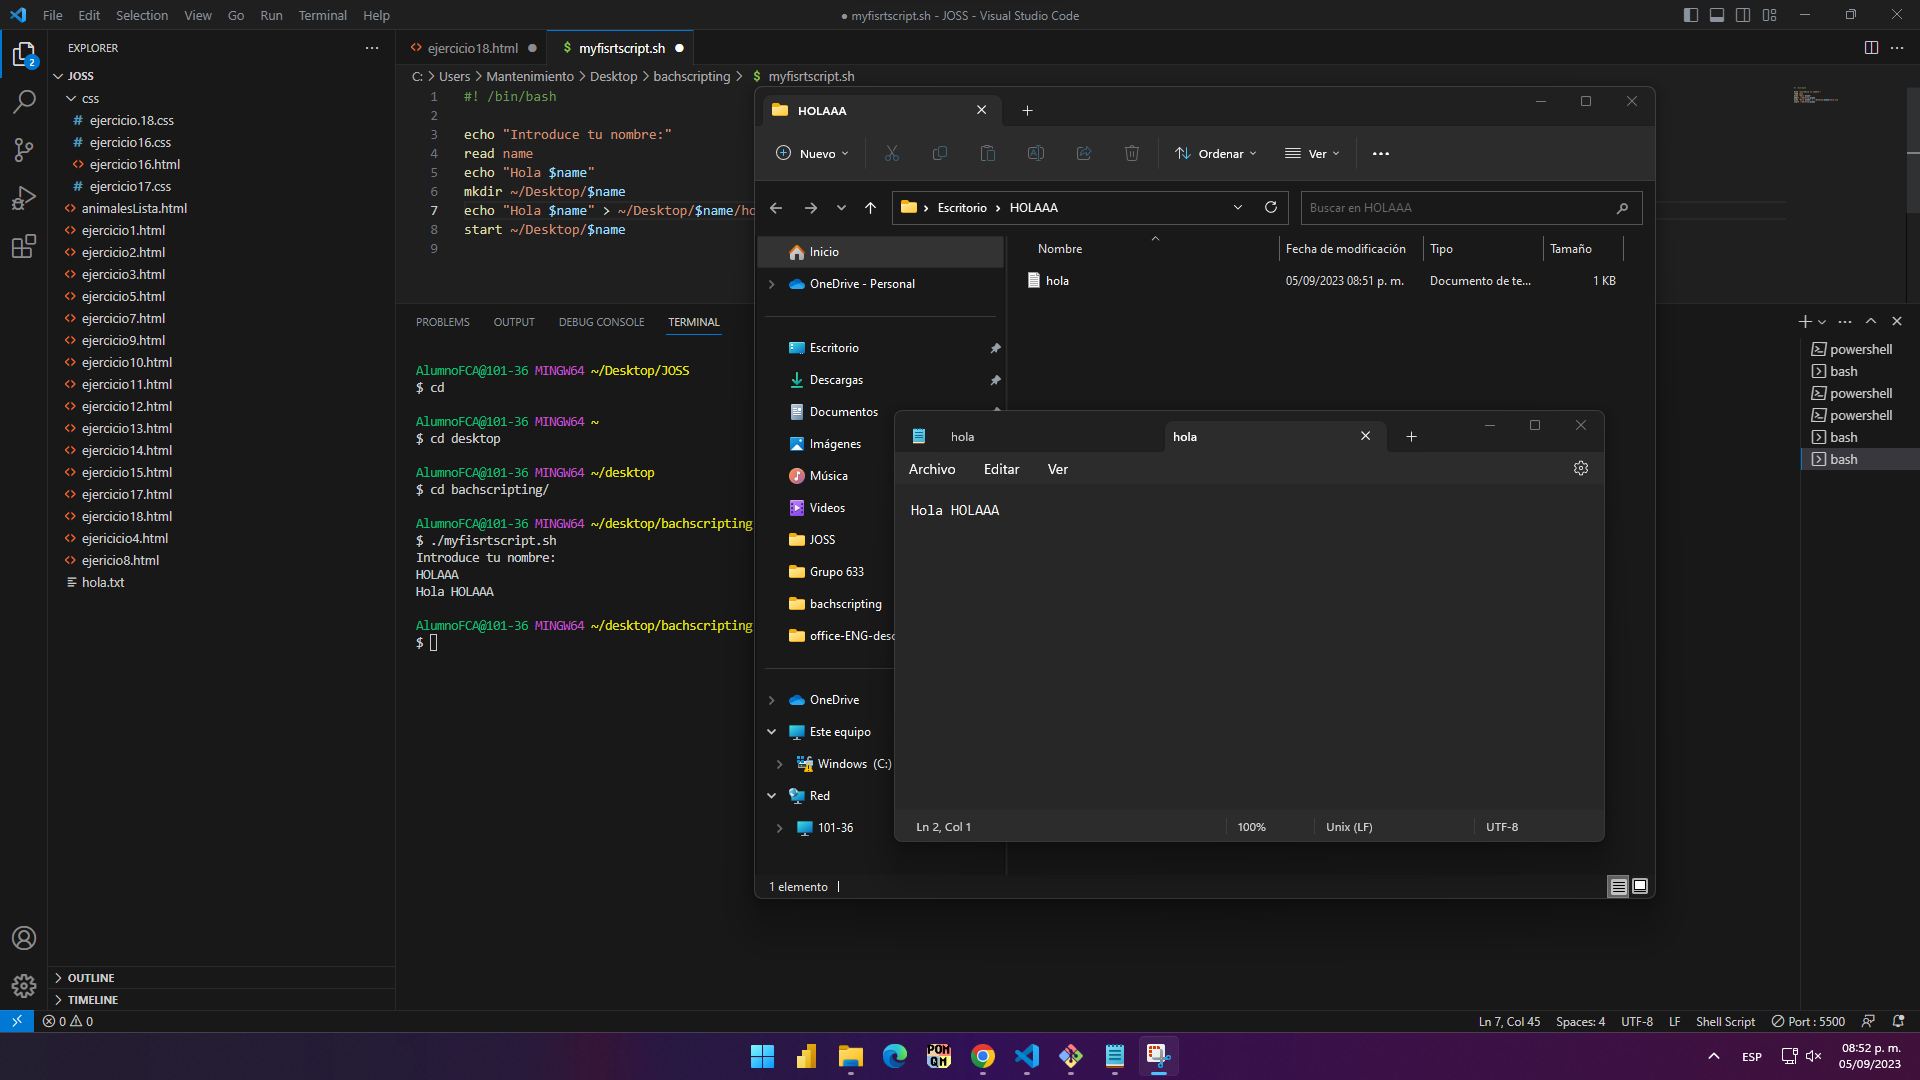 File Edit Selection View Go Run Terminal Help
● myfisrtscript.sh - JOSS - Visual Studio Code
EXPLORER
JOSS
css
# ejercicio.18.css
# ejercicio16.css
<> ejercicio16.html
# ejercicio17.css
<> animalesLista.html
<> ejercicio1.html
<> ejercicio2.html
<> ejercicio3.html
<> ejercicio5.html
<> ejercicio7.html
<> ejercicio9.html
<> ejercicio10.html
<> ejercicio11.html
<> ejercicio12.html
<> ejercicio13.html
<> ejercicio14.html
<> ejercicio15.html
<> ejercicio17.html
<> ejercicio18.html
<> ejericicio4.html
<> ejericio8.html
hola.txt
OUTLINE
TIMELINE
2
<> ejercicio18.html ●
$ myfisrtscript.sh ●
C: > Users > Mantenimiento > Desktop > bachscripting > $ myfisrtscript.sh
1 #! /bin/bash
2
3 echo "Introduce tu nombre:"
4 read name
5 echo "Hola $name"
6 mkdir ~/Desktop/$name
7 echo "Hola $name" > ~/Desktop/$name/ho
8 start ~/Desktop/$name
9
PROBLEMS OUTPUT DEBUG CONSOLE TERMINAL
AlumnoFCA@101-36 MINGW64 ~/Desktop/JOSS
$ cd
AlumnoFCA@101-36 MINGW64 ~
$ cd desktop
AlumnoFCA@101-36 MINGW64 ~/desktop
$ cd bachscripting/
AlumnoFCA@101-36 MINGW64 ~/desktop/bachscripting
$ ./myfisrtscript.sh
Introduce tu nombre:
HOLAAA
Hola HOLAAA
AlumnoFCA@101-36 MINGW64 ~/desktop/bachscripting
$
powershell
bash
powershell
powershell
bash
bash
HOLAAA
Nuevo
Ordenar
Ver
Escritorio > HOLAAA
Buscar en HOLAAA
Inicio
OneDrive - Personal
Escritorio
Descargas
Documentos
Imágenes
Música
Videos
JOSS
Grupo 633
bachscripting
office-ENG-desc
OneDrive
Este equipo
Windows (C:)
Red
101-36
Nombre Fecha de modificación Tipo Tamaño
hola 05/09/2023 08:51 p. m. Documento de te... 1 KB
1 elemento
hola
hola
Archivo Editar Ver
Hola HOLAAA
Ln 2, Col 1 100% Unix (LF) UTF-8
0 0
Ln 7, Col 45 Spaces: 4 UTF-8 LF Shell Script Port : 5500
POM
QM
ESP
08:52 p. m.
05/09/2023